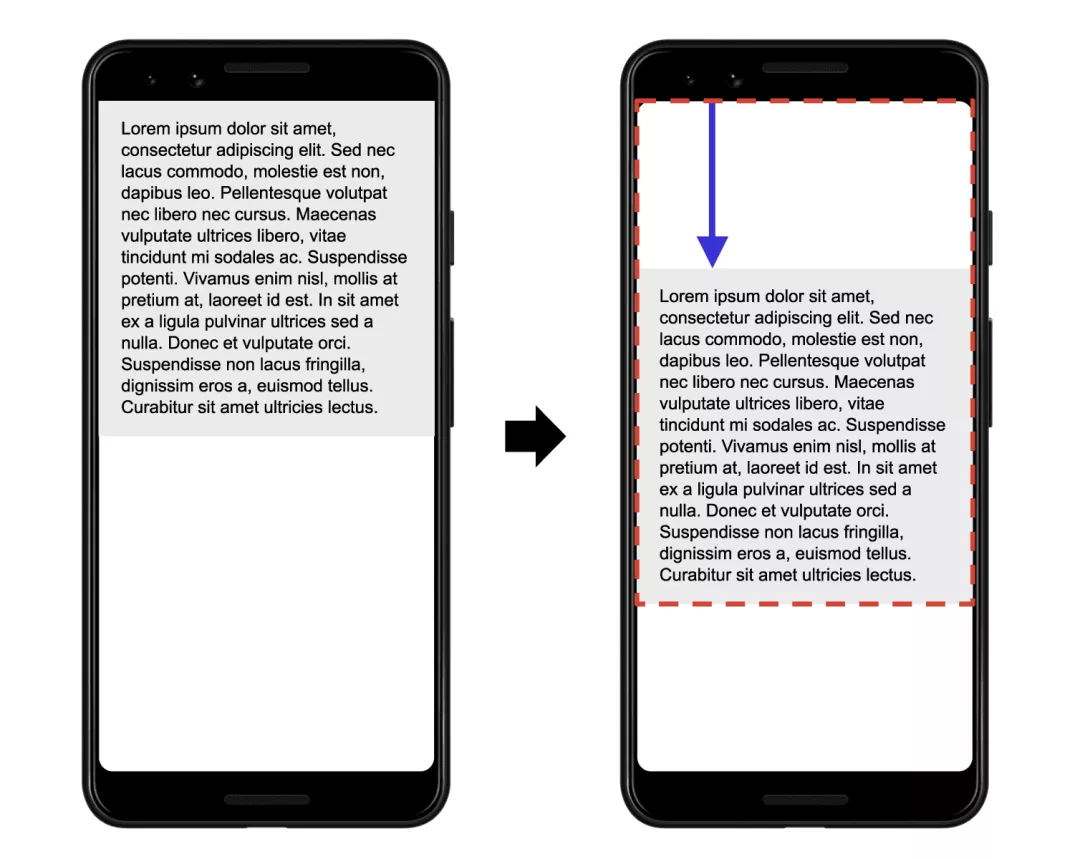 Lorem ipsum dolor sit amet,
consectetur adipiscing elit. Sed nec
lacus commodo, molestie est non,
dapibus leo. Pellentesque volutpat
nec libero nec cursus. Maecenas
vulputate ultrices libero, vitae
tincidunt mi sodales ac. Suspendisse
potenti. Vivamus enim nisl, mollis at
pretium at, laoreet id est. In sit amet
ex a ligula pulvinar ultrices sed a
nulla. Donec et vulputate orci.
Suspendisse non lacus fringilla,
dignissim eros a, euismod tellus.
Curabitur sit amet ultricies lectus.
Lorem ipsum dolor sit amet,
consectetur adipiscing elit. Sed nec
lacus commodo, molestie est non,
dapibus leo. Pellentesque volutpat
nec libero nec cursus. Maecenas
vulputate ultrices libero, vitae
tincidunt mi sodales ac. Suspendisse
potenti. Vivamus enim nisl, mollis at
pretium at, laoreet id est. In sit amet
ex a ligula pulvinar ultrices sed a
nulla. Donec et vulputate orci.
Suspendisse non lacus fringilla,
dignissim eros a, euismod tellus.
Curabitur sit amet ultricies lectus.